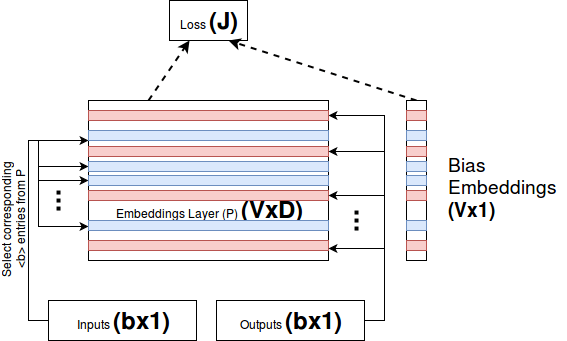 Loss (J)
Select corresponding
<b> entries from P
Embeddings Layer (P) (VxD)
Bias
Embeddings
(Vx1)
Inputs (bx1)
Outputs (bx1)